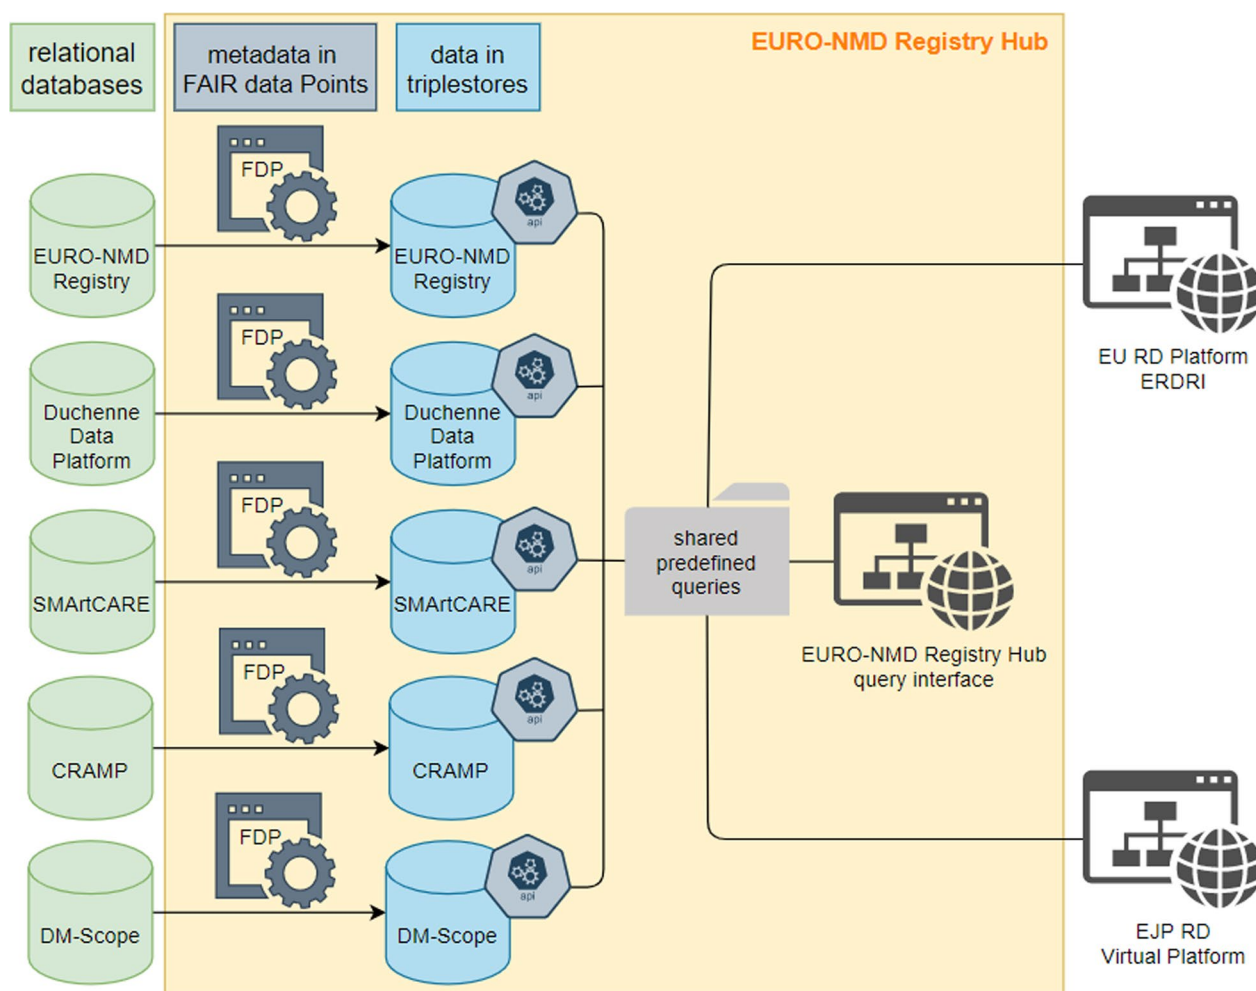 relational
databases
metadata in
FAIR data Points
data in
triplestores
EURO-NMD Registry Hub
FDP
api
EURO-NMD
Registry
EURO-NMD
Registry
FDP
api
Duchenne
Data
Platform
Duchenne
Data
Platform
FDP
api
SMArtCARE
SMArtCARE
FDP
api
CRAMP
CRAMP
FDP
api
DM-Scope
DM-Scope
shared
predefined
queries
EU RD Platform
ERDRI
EURO-NMD Registry Hub
query interface
EJP RD
Virtual Platform